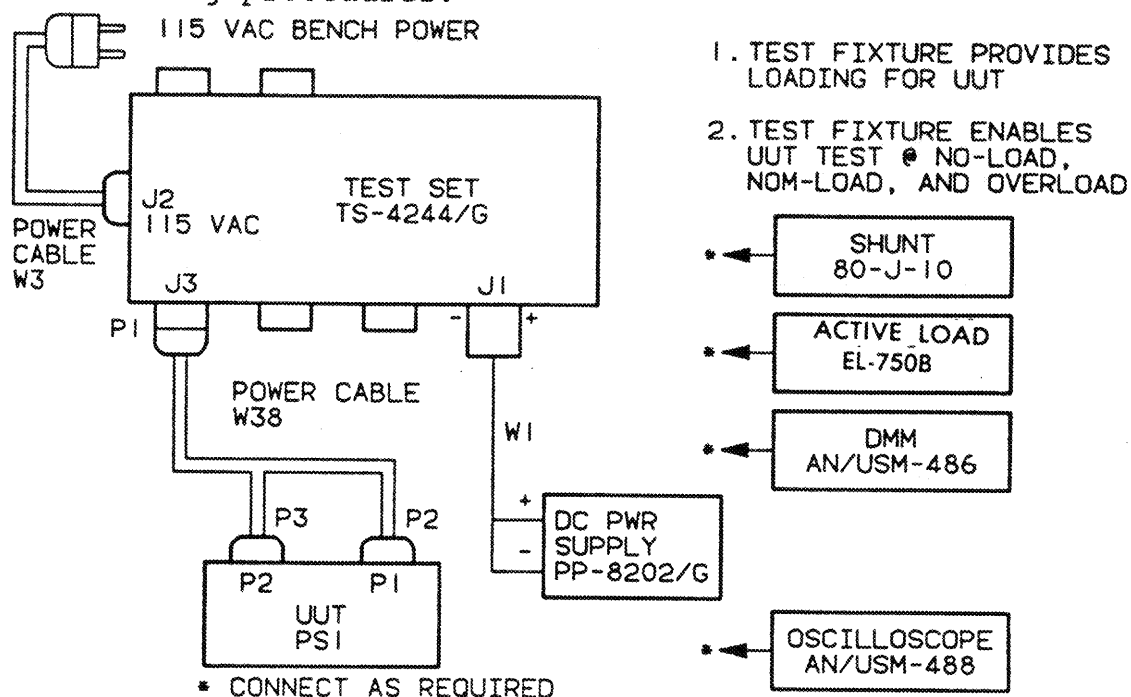 115 VAC BENCH POWER
1. TEST FIXTURE PROVIDES
LOADING FOR UUT
2. TEST FIXTURE ENABLES
UUT TEST @ NO-LOAD,
NOM-LOAD, AND OVERLOAD
J2
115 VAC
TEST SET
TS-4244/G
POWER
CABLE
W3
J3
J1
P1
-
+
SHUNT
80-J-10
ACTIVE LOAD
EL-750B
DMM
AN/USM-486
OSCILLOSCOPE
AN/USM-488
*
*
*
*
POWER CABLE
W38
W1
P3
P2
P2
P1
UUT
PS1
+
-
DC PWR
SUPPLY
PP-8202/G
* CONNECT AS REQUIRED